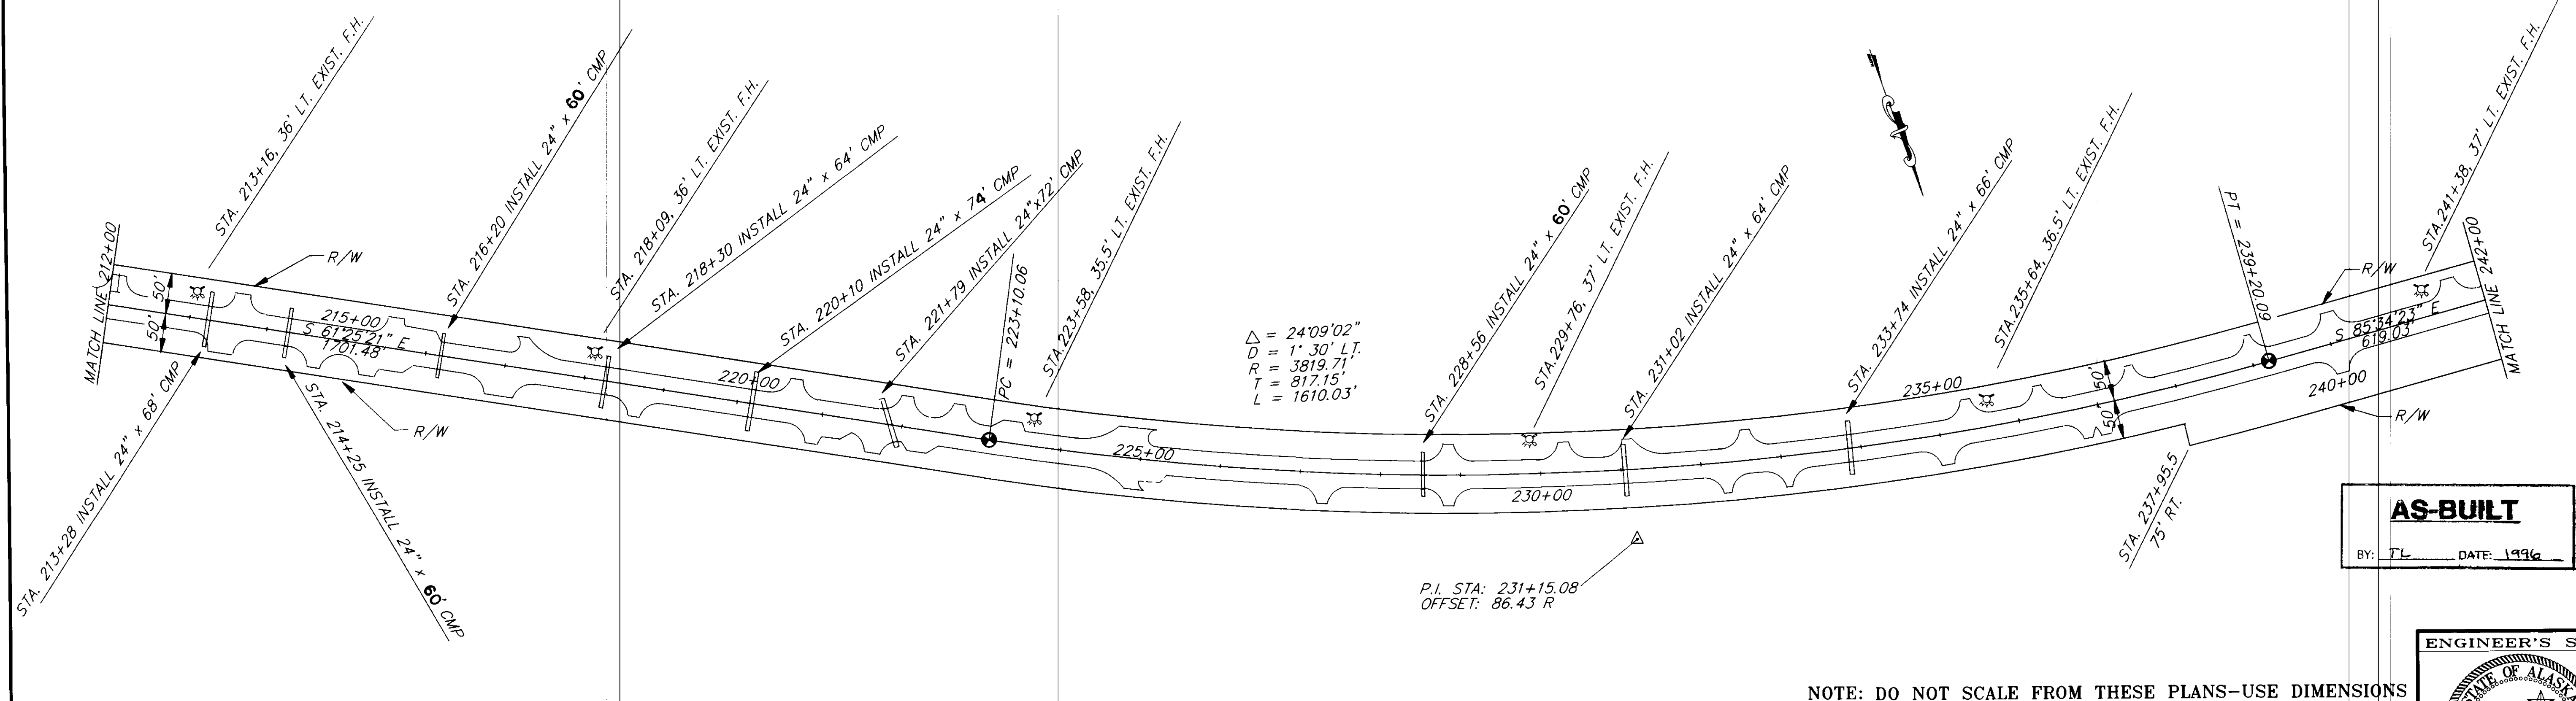 STA. 213+16, 36' LT. EXIST. F.H.
STA. 216+20 INSTALL 24" x 60' CMP
STA. 218+09, 36' LT. EXIST. F.H.
STA. 218+30 INSTALL 24" x 64' CMP
STA. 220+10 INSTALL 24" x 74' CMP
STA. 221+79 INSTALL 24"x72' CMP
PC = 223+10.06
STA.223+58, 35.5' LT. EXIST. F.H.
STA. 228+56 INSTALL 24" x 60' CMP
STA.229+76, 37' LT. EXIST. F.H.
STA. 231+02 INSTALL 24" x 64' CMP
STA. 233+74 INSTALL 24" x 66' CMP
STA.235+64, 36.5' LT. EXIST. F.H.
PT = 239+20.09
STA.241+38, 37' LT. EXIST. F.H.
MATCH LINE 212+00
50'
50'
R/W
215+00
S 61°25'21" E
1701.48'
220+00
225+00
△ = 24°09'02"
D = 1° 30' LT.
R = 3819.71'
T = 817.15'
L = 1610.03'
230+00
235+00
50'
50'
R/W
S 85°34'23" E
619.03'
240+00
MATCH LINE 242+00
R/W
R/W
STA. 213+28 INSTALL 24" x 68' CMP
STA. 214+25 INSTALL 24" x 60' CMP
P.I. STA: 231+15.08
OFFSET: 86.43 R
STA. 237+95.5
75' RT.
AS-BUILT
BY: TL DATE: 1996
ENGINEER'S S
STATE OF ALASKA
NOTE: DO NOT SCALE FROM THESE PLANS-USE DIMENSIONS